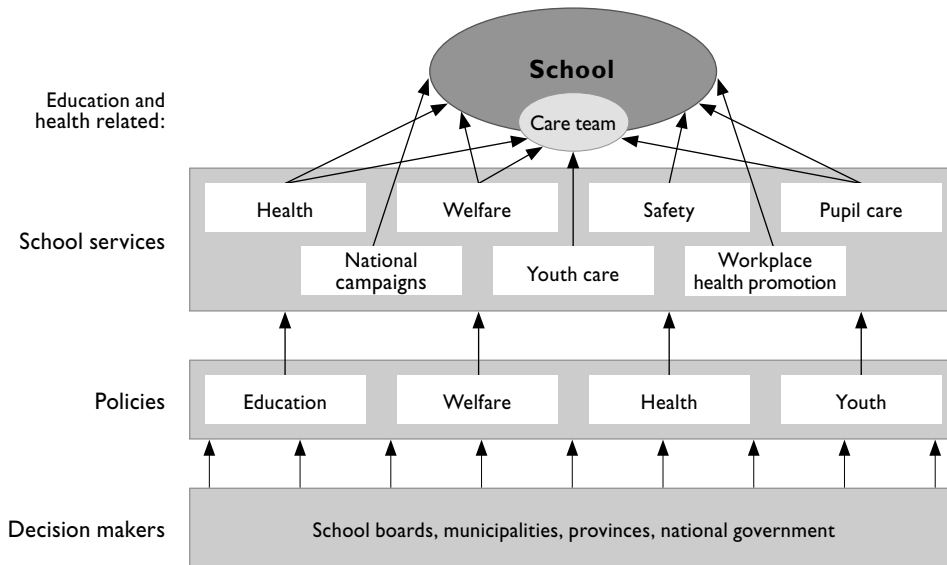 School
Education and
health related:
Care team
Health
Welfare
Safety
Pupil care
School services
National
campaigns
Youth care
Workplace
health promotion
Policies
Education
Welfare
Health
Youth
Decision makers
School boards, municipalities, provinces, national government